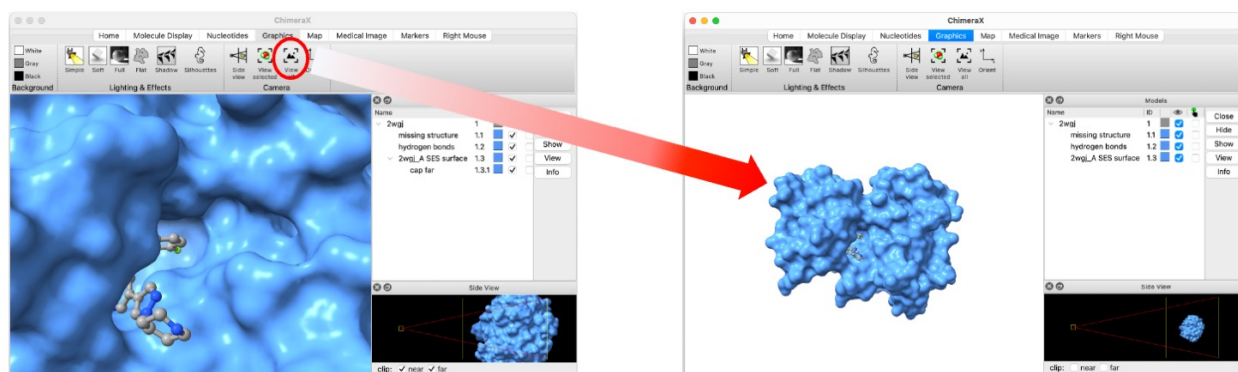 ChimeraX
Home Molecule Display Nucleotides Graphics Map Medical Image Markers Right Mouse
White
Gray
Black
Simple Soft Full Flat Shadow Silhouettes
Side view
View selected
View
Background Lighting & Effects Camera
Name
2wgj 1
missing structure 1.1
hydrogen bonds 1.2
2wgj_A SES surface 1.3
cap far 1.3.1
Show
View
Info
Side View
clip: near far
ChimeraX
Home Molecule Display Nucleotides Graphics Map Medical Image Markers Right Mouse
White
Gray
Black
Simple Soft Full Flat Shadow Silhouettes
Side view
View selected
View all
Orient
Background Lighting & Effects Camera
Models
Name ID
2wgj 1
missing structure 1.1
hydrogen bonds 1.2
2wgj_A SES surface 1.3
Close
Hide
Show
View
Info
Side View
clip: near far